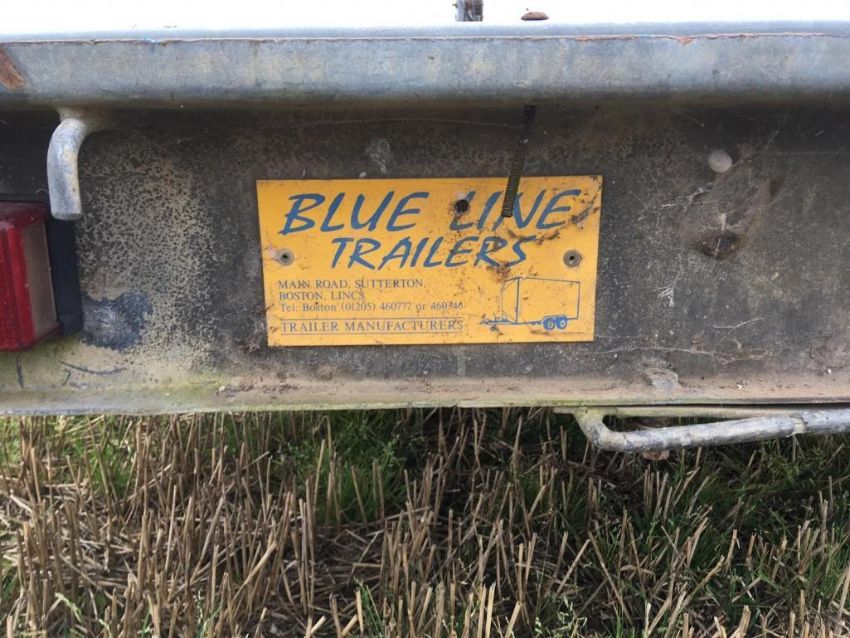 BLUE LINE
TRAILERS
MAIN ROAD, SUTTERTON,
BOSTON, LINCS.
Tel: Boston (01205) 460777 or 460346
TRAILER MANUFACTURERS